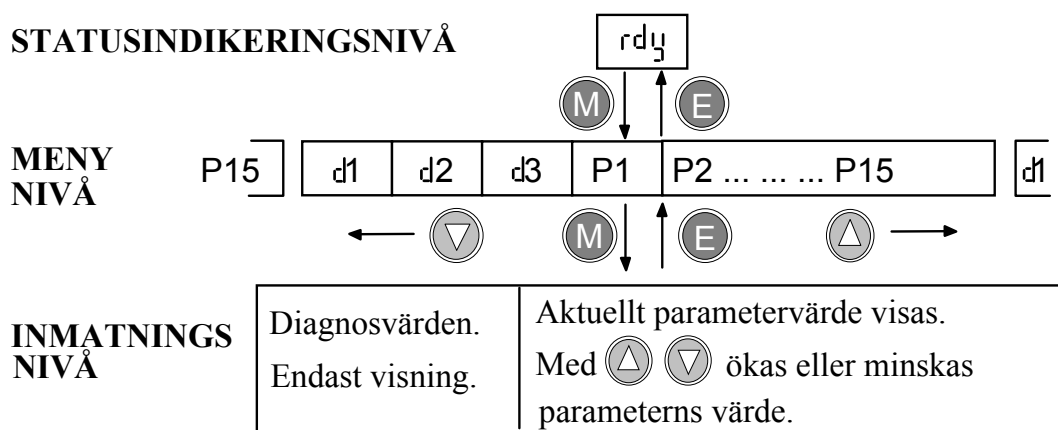 STATUSINDIKERINGSNIVÅ
rdy
M E
MENY
NIVÅ
P15 d1 d2 d3 P1 P2 ... ... ... P15 d1
M E
INMATNINGS
NIVÅ
Diagnosvärden.
Endast visning.
Aktuellt parametervärde visas.
Med ökas eller minskas
parameterns värde.